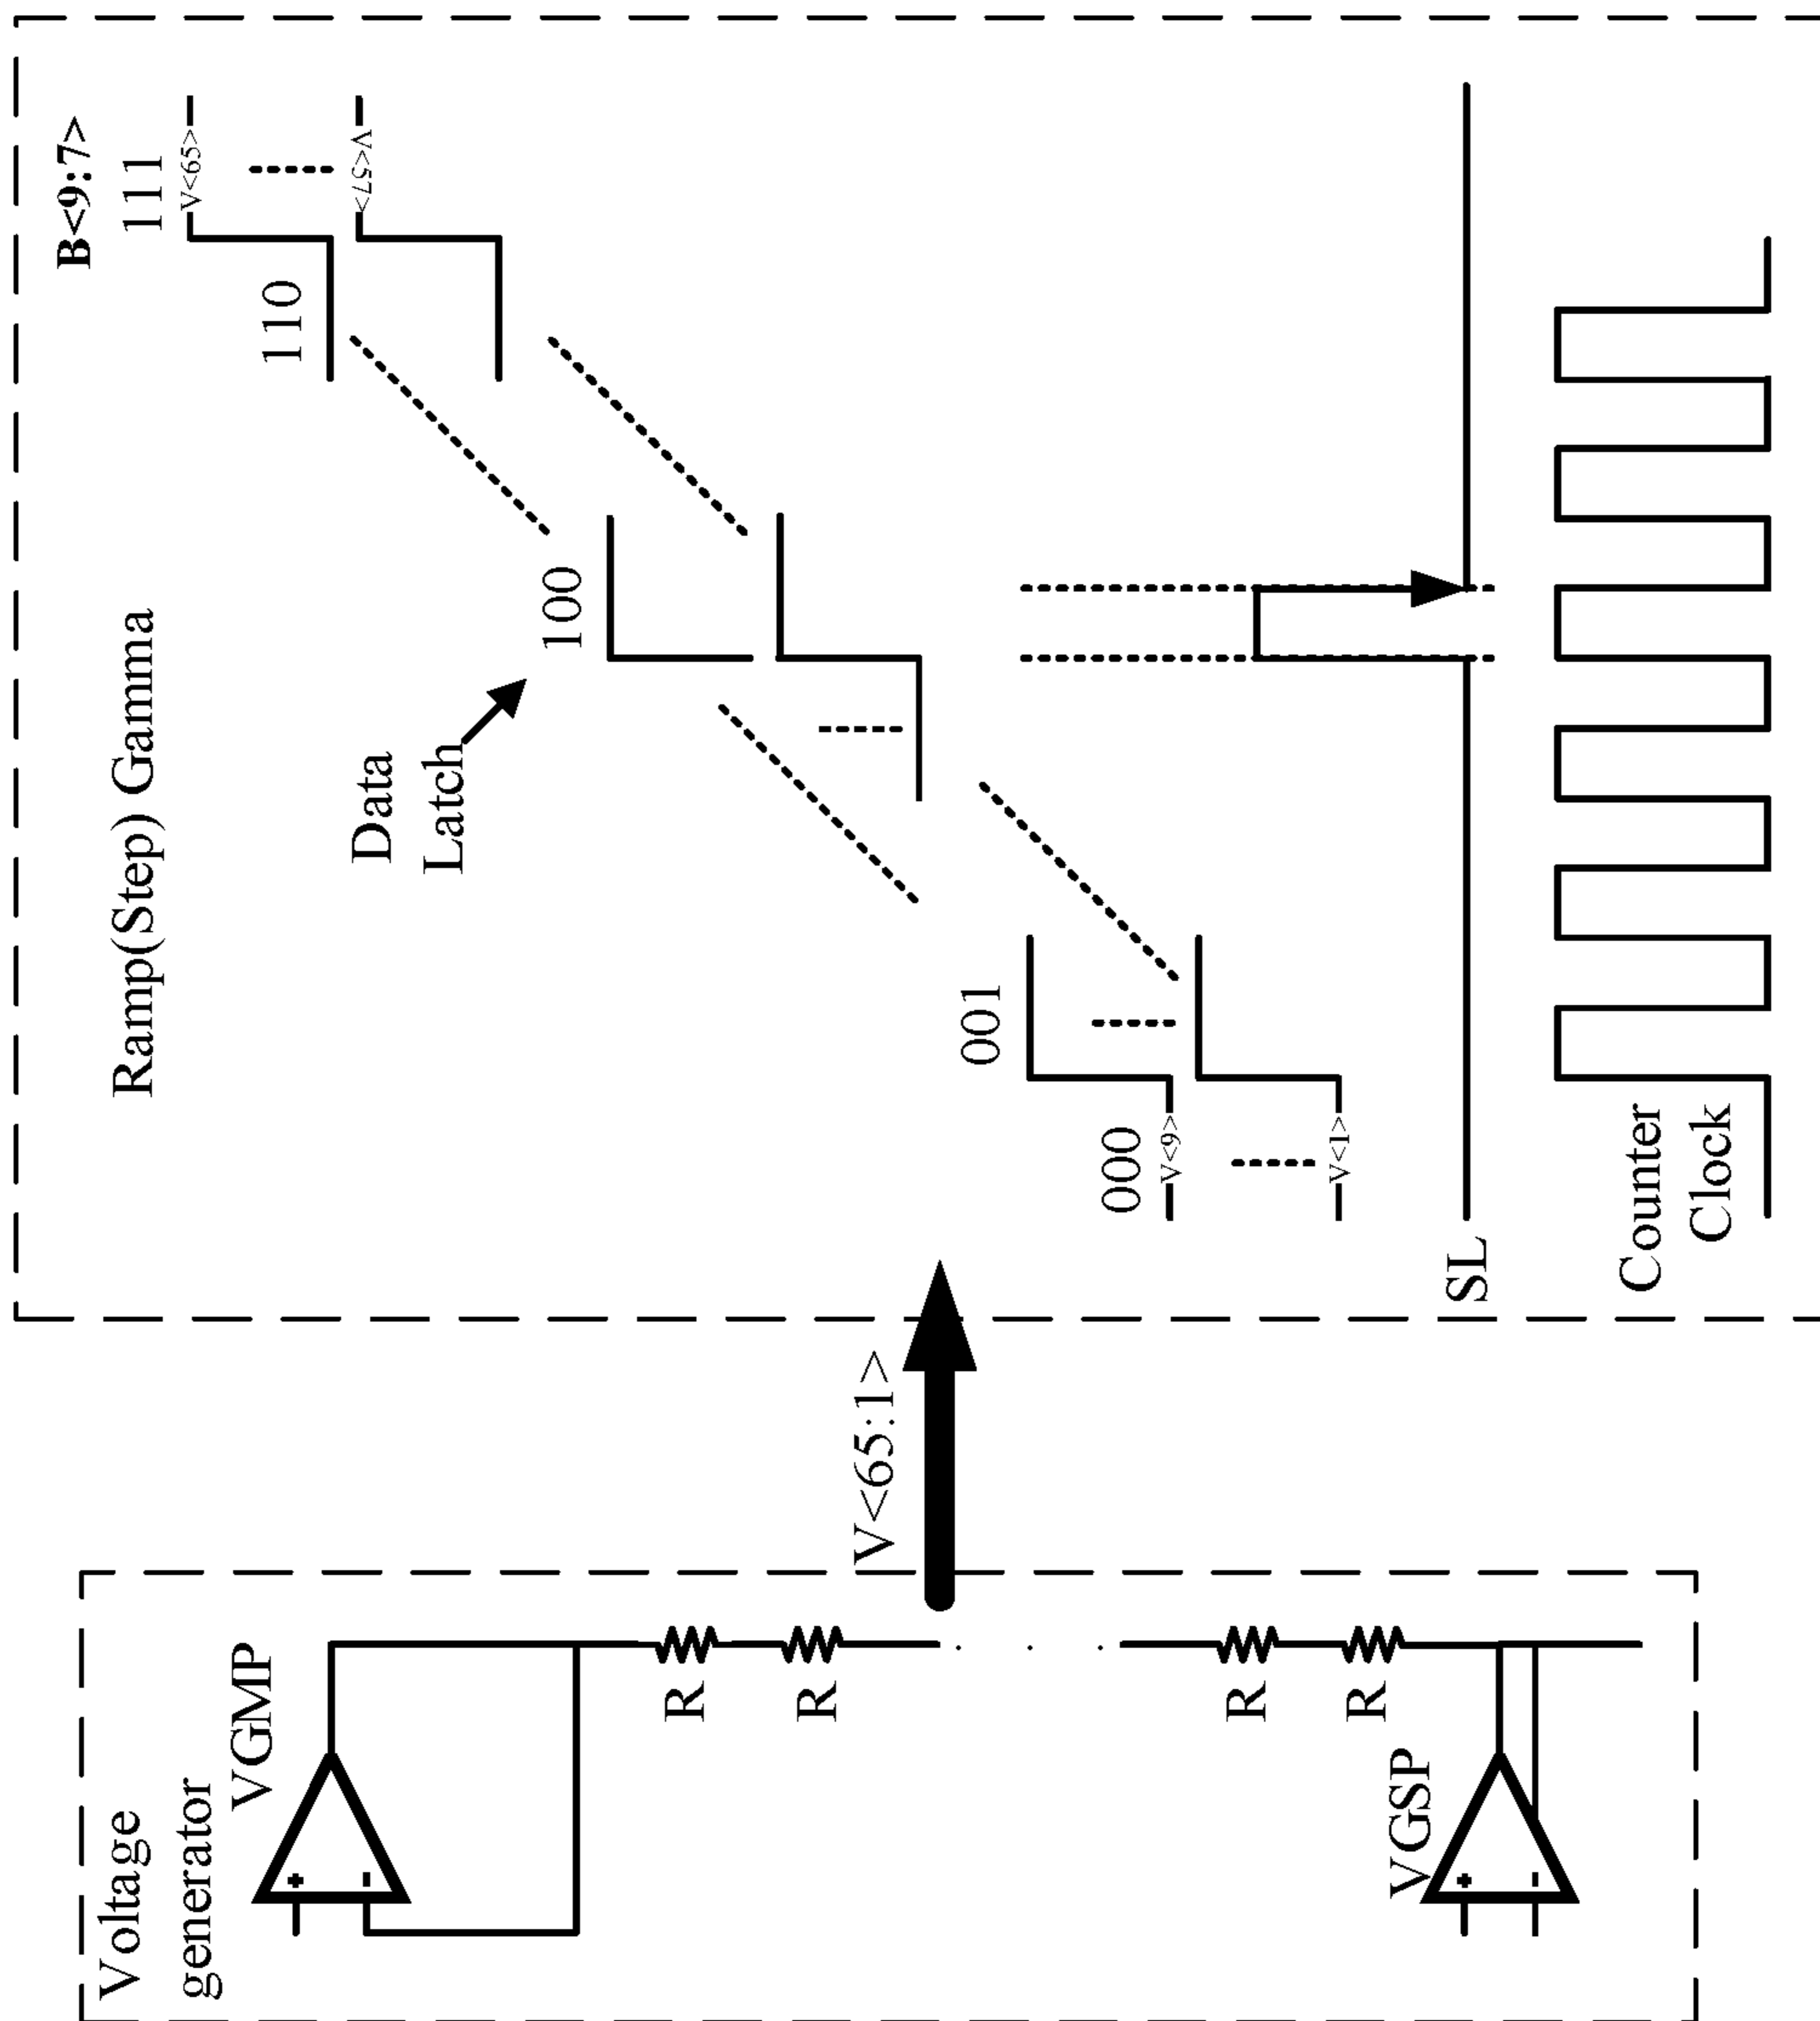 Voltage
generator
VGMP
R
R
R
R
VGSP
V<65:1>
Ramp(Step) Gamma
B<9:7>
111
V<65>
110
V<57>
Data
Latch
100
001
000
V<9>
V<1>
SL
Counter
Clock